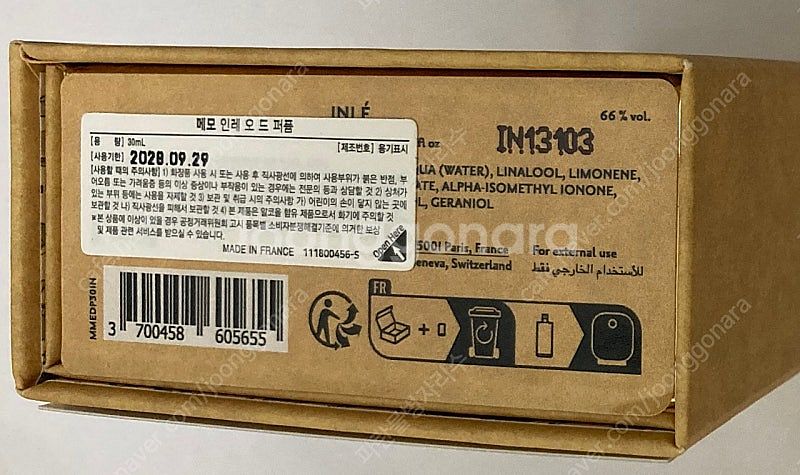 INLÉ
66 % vol.
메모 인레 오 드 퍼퓸
[용 량] 30mL
[제조번호] 용기표시
fl oz
IN13103
[사용기한] 2028.09.29
[사용할 때의 주의사항] 1) 화장품 사용 시 또는 사용 후 직사광선에 의하여 사용부위가 붉은 반점, 부
어오름 또는 가려움증 등의 이상 증상이나 부작용이 있는 경우에는 전문의 등과 상담할 것 2) 상처가
있는 부위 등에는 사용을 자제할 것 3) 보관 및 취급 시의 주의사항 가) 어린이의 손이 닿지 않는 곳에
보관할 것 나) 직사광선을 피해서 보관할 것 4) 본 제품은 알코올 함유 제품으로서 화기에 주의할 것
※본 상품에 이상이 있을 경우 공정거래위원회 고시 품목별 소비자분쟁해결기준에 의거한 보상
및 제품 관련 서비스를 받으실 수 있습니다.
MADE IN FRANCE 111800456-S
Open Here
1
QUA (WATER), LINALOOL, LIMONENE,
ATE, ALPHA-ISOMETHYL IONONE,
L, GERANIOL
75001 Paris, France
Geneva, Switzerland
For external use
للأستخدام الخارجي فقط
MMEDP30IN
3 700458 605655
FR
+
joonggonara